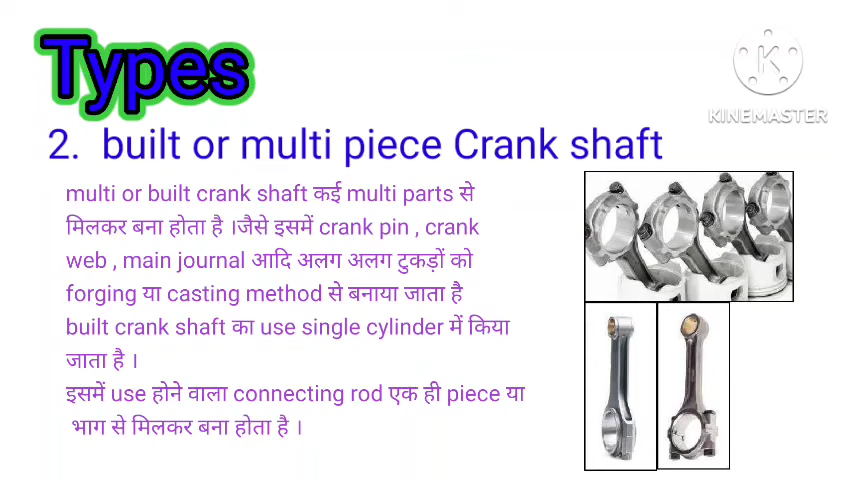 Types
KINEMASTER
2. built or multi piece Crank shaft
multi or built crank shaft कई multi parts से
मिलकर बना होता है ।जैसे इसमें crank pin , crank
web , main journal आदि अलग अलग टुकड़ों को
forging या casting method से बनाया जाता है
built crank shaft का use single cylinder में किया
जाता है ।
इसमें use होने वाला connecting rod एक ही piece या
भाग से मिलकर बना होता है ।